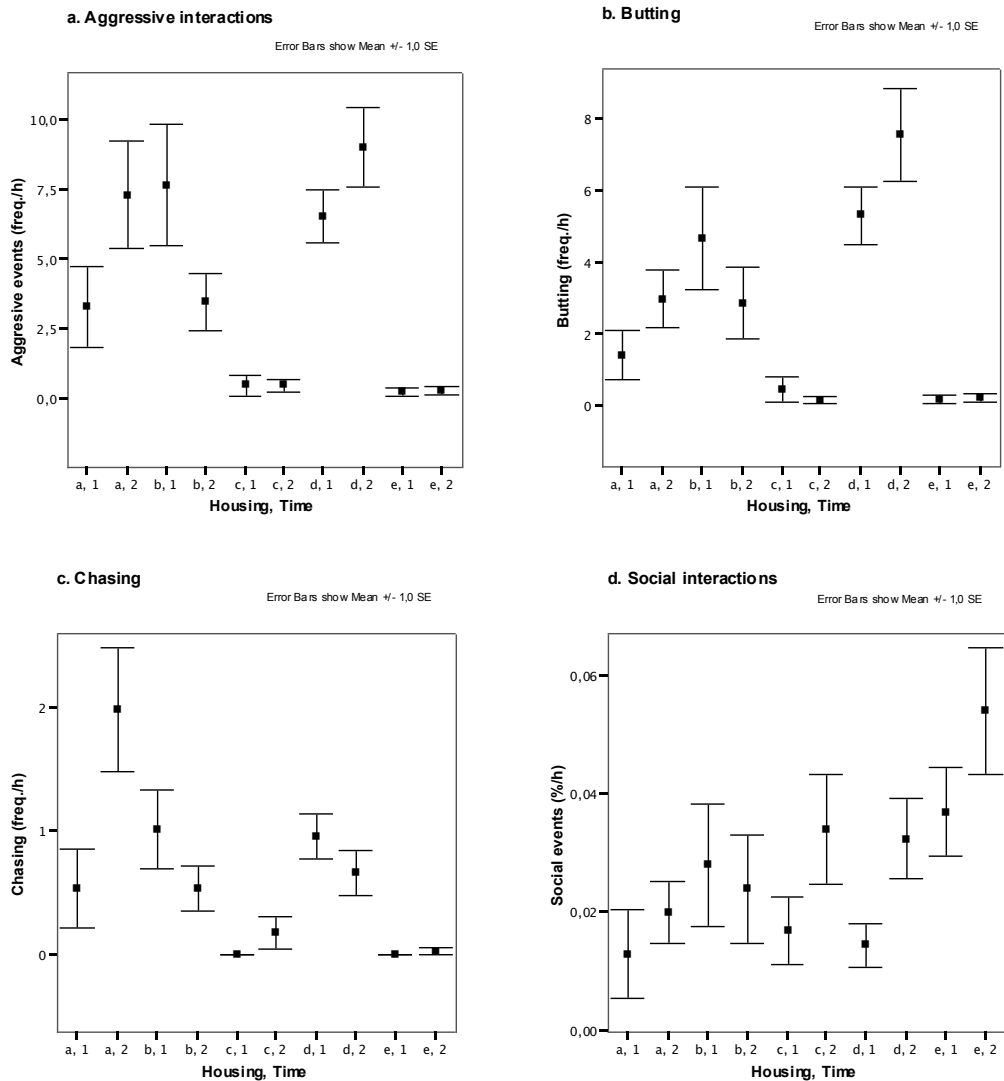 a. Aggressive interactions
Error Bars show Mean +/- 1,0 SE
Aggresive events (freq./h)
10,0
7,5
5,0
2,5
0,0
a, 1 a, 2 b, 1 b, 2 c, 1 c, 2 d, 1 d, 2 e, 1 e, 2
Housing, Time
b. Butting
Error Bars show Mean +/- 1,0 SE
Butting (freq./h)
8
6
4
2
0
a, 1 a, 2 b, 1 b, 2 c, 1 c, 2 d, 1 d, 2 e, 1 e, 2
Housing, Time
c. Chasing
Error Bars show Mean +/- 1,0 SE
Chasing (freq./h)
2
1
0
a, 1 a, 2 b, 1 b, 2 c, 1 c, 2 d, 1 d, 2 e, 1 e, 2
Housing, Time
d. Social interactions
Error Bars show Mean +/- 1,0 SE
Social events (%/h)
0,06
0,04
0,02
0,00
a, 1 a, 2 b, 1 b, 2 c, 1 c, 2 d, 1 d, 2 e, 1 e, 2
Housing, Time